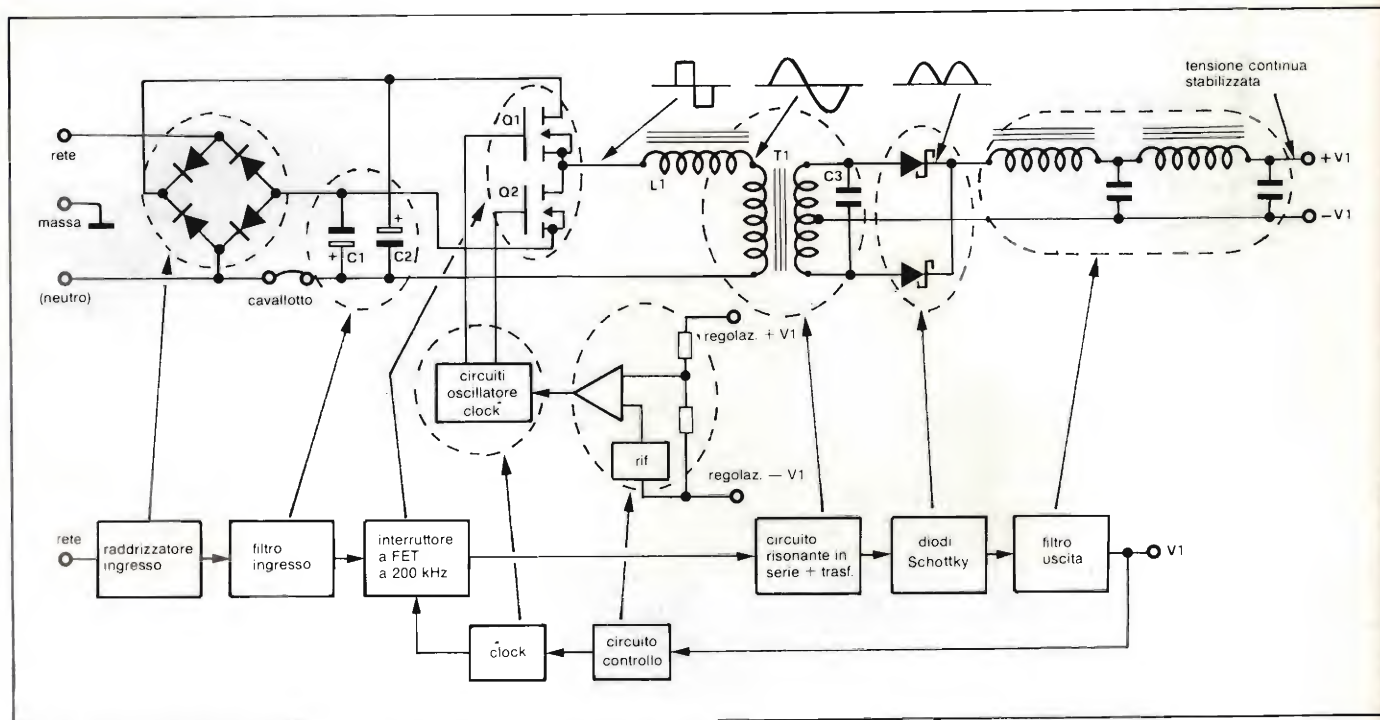 tensione continua
stabilizzata
Q1
rete
T1
C3
+V1
Q2
L1
massa
−V1
+
+
C1
C2
(neutro)
cavallotto
regolaz. + V1
circuiti
oscillatore
clock
rif
regolaz. — V1
rete
raddrizzatore
ingresso
filtro
ingresso
interruttore
a FET
a 200 kHz
circuito
risonante in
serie + trasf.
diodi
Schottky
filtro
uscita
V1
clock
circuito
controllo